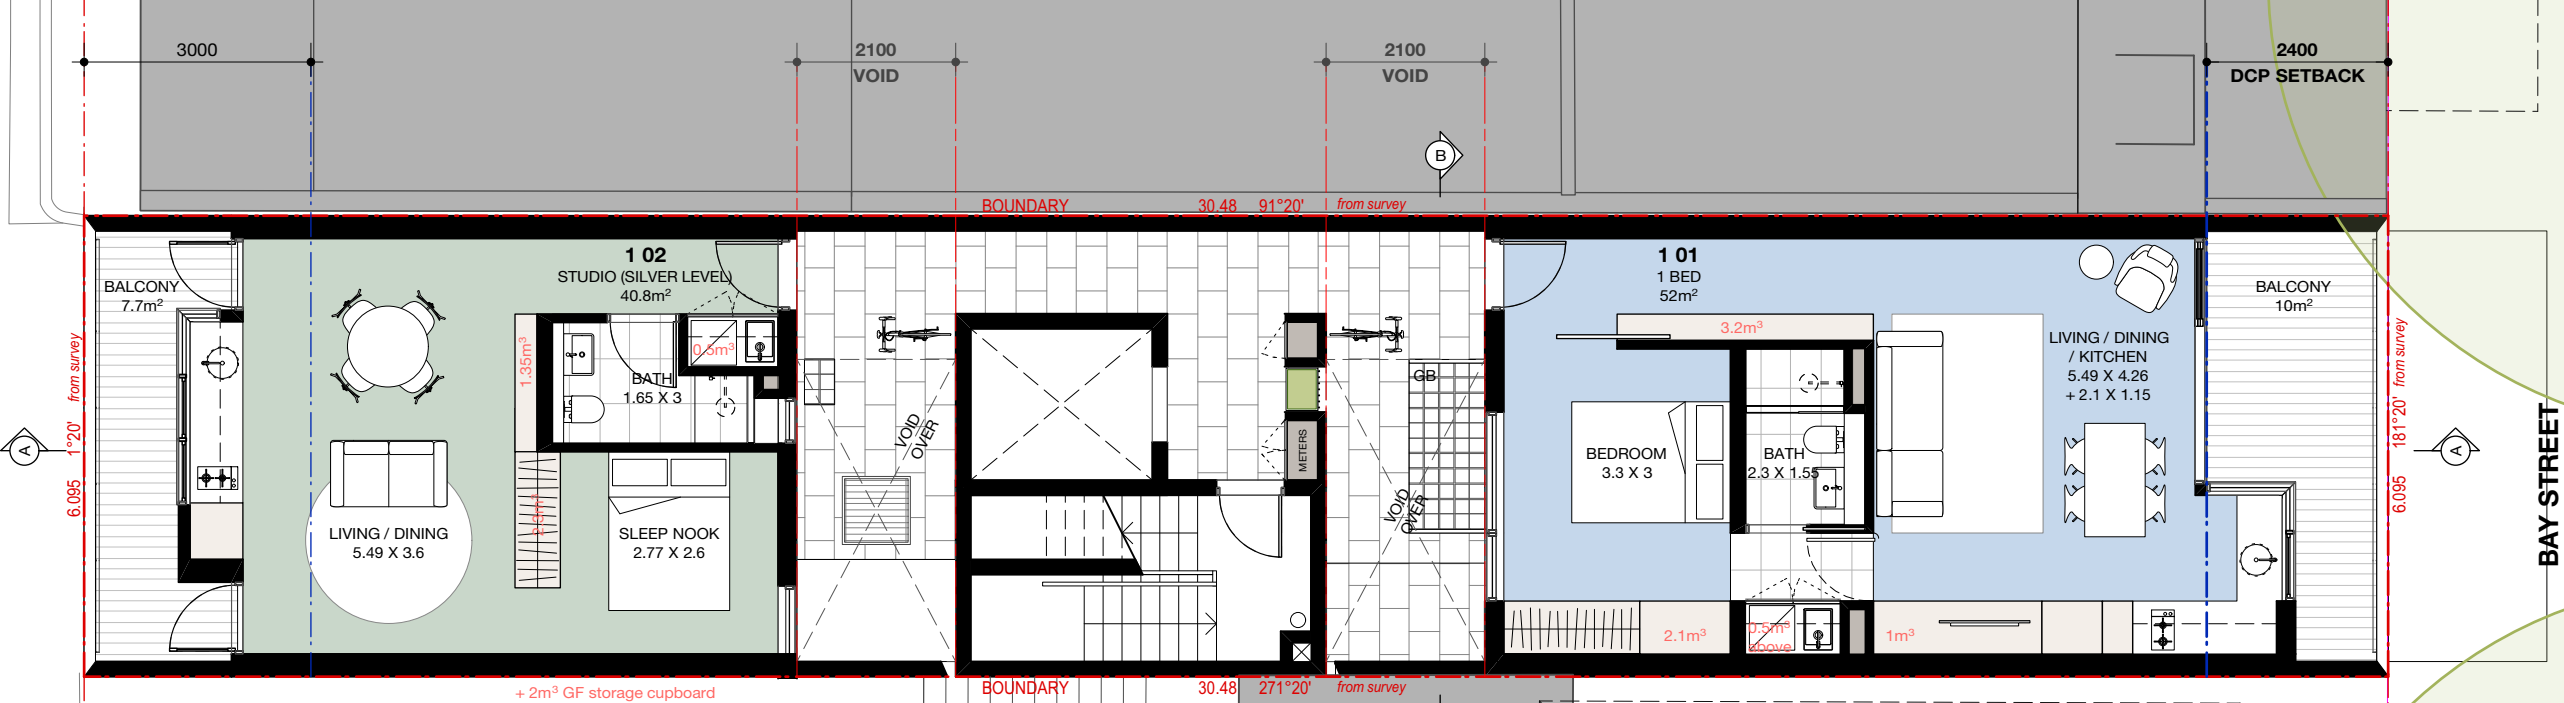 3000
2100
VOID
2100
VOID
2400
DCP SETBACK
B
BOUNDARY 30.48 91°20' from survey
BALCONY
7.7m²
1 02
STUDIO (SILVER LEVEL)
40.8m²
1.35m³
0.5m³
BATH
1.65 X 3
LIVING / DINING
5.49 X 3.6
SLEEP NOOK
2.77 X 2.6
VOID
OVER
METERS
GB
VOID
OVER
1 01
1 BED
52m²
3.2m³
BEDROOM
3.3 X 3
BATH
2.3 X 1.55
LIVING / DINING
/ KITCHEN
5.49 X 4.26
+ 2.1 X 1.15
BALCONY
10m²
2.1m³
0.5m³
above
1m³
6.095 1°20' from survey
A
6.095 181°20' from survey
A
BAY STREET
+ 2m³ GF storage cupboard
BOUNDARY 30.48 271°20' from survey